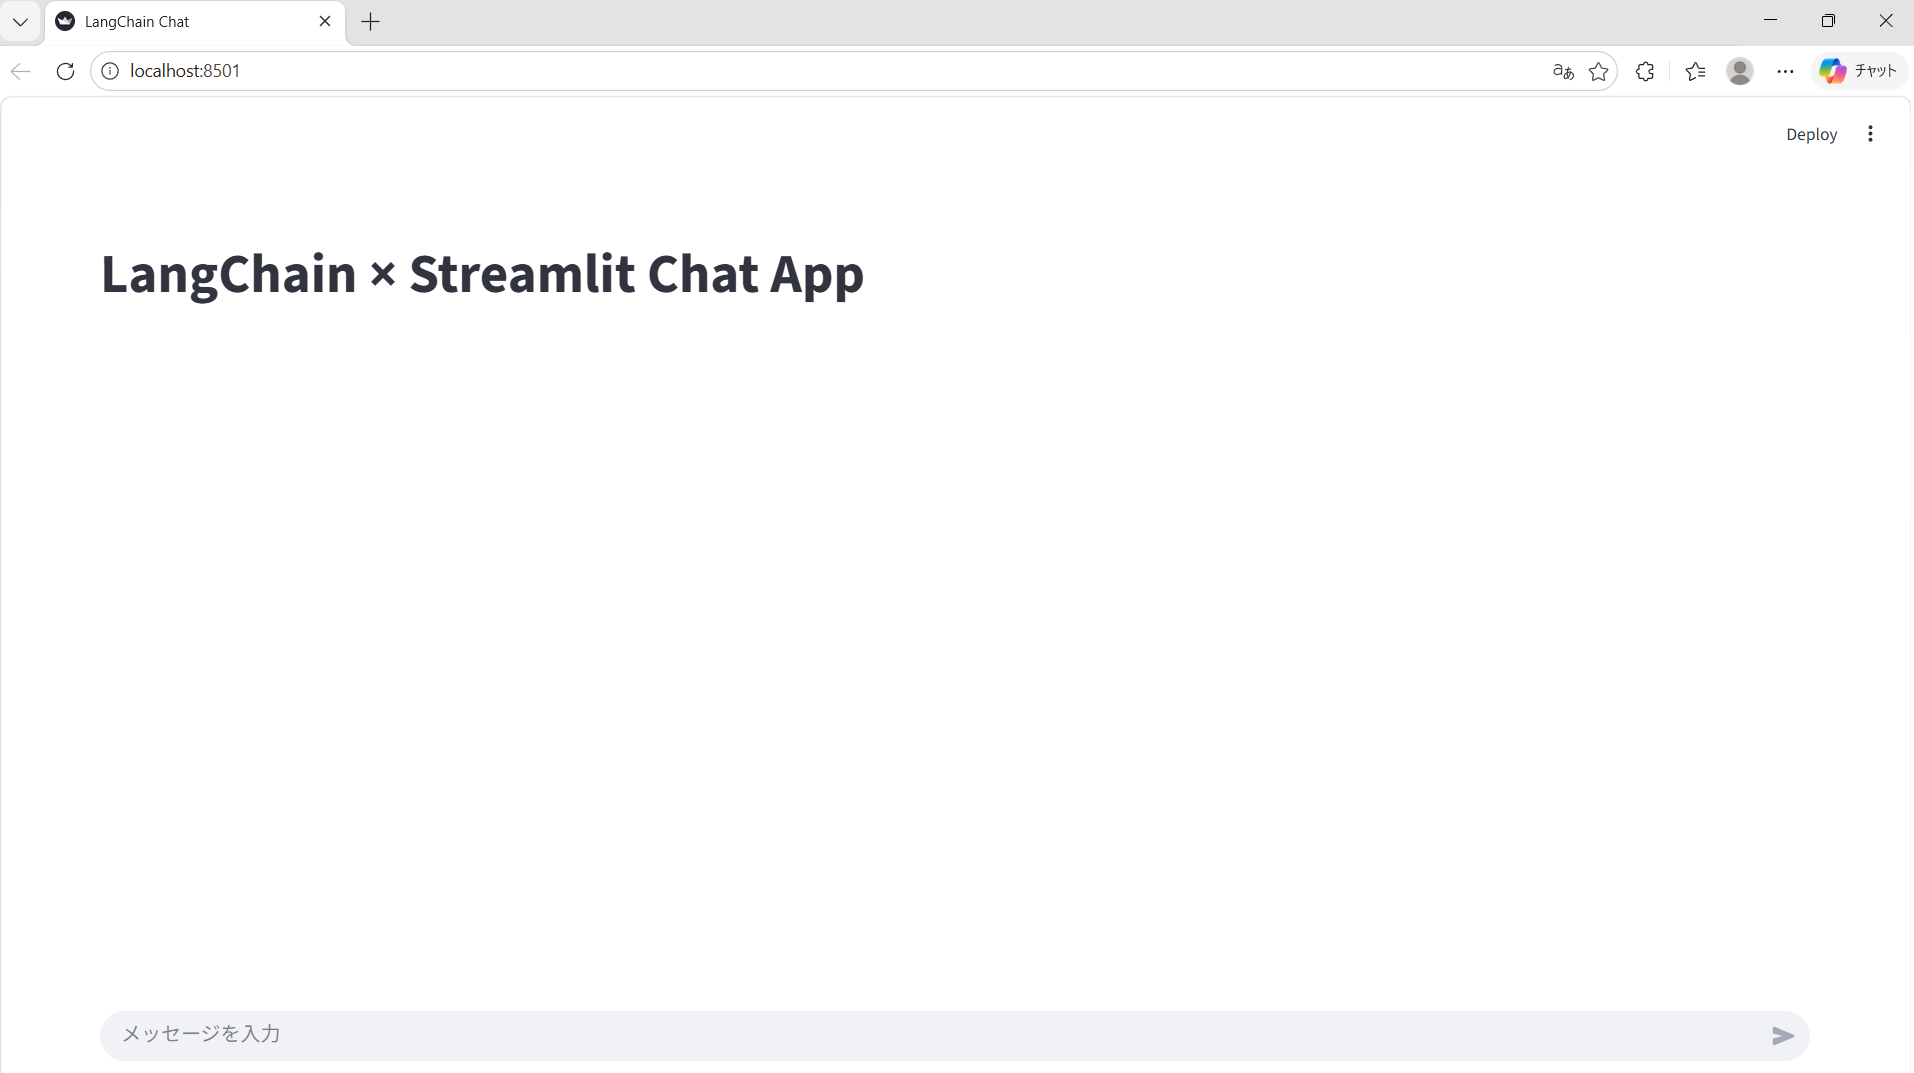 LangChain Chat
localhost:8501
チャット
Deploy
LangChain × Streamlit Chat App
メッセージを入力